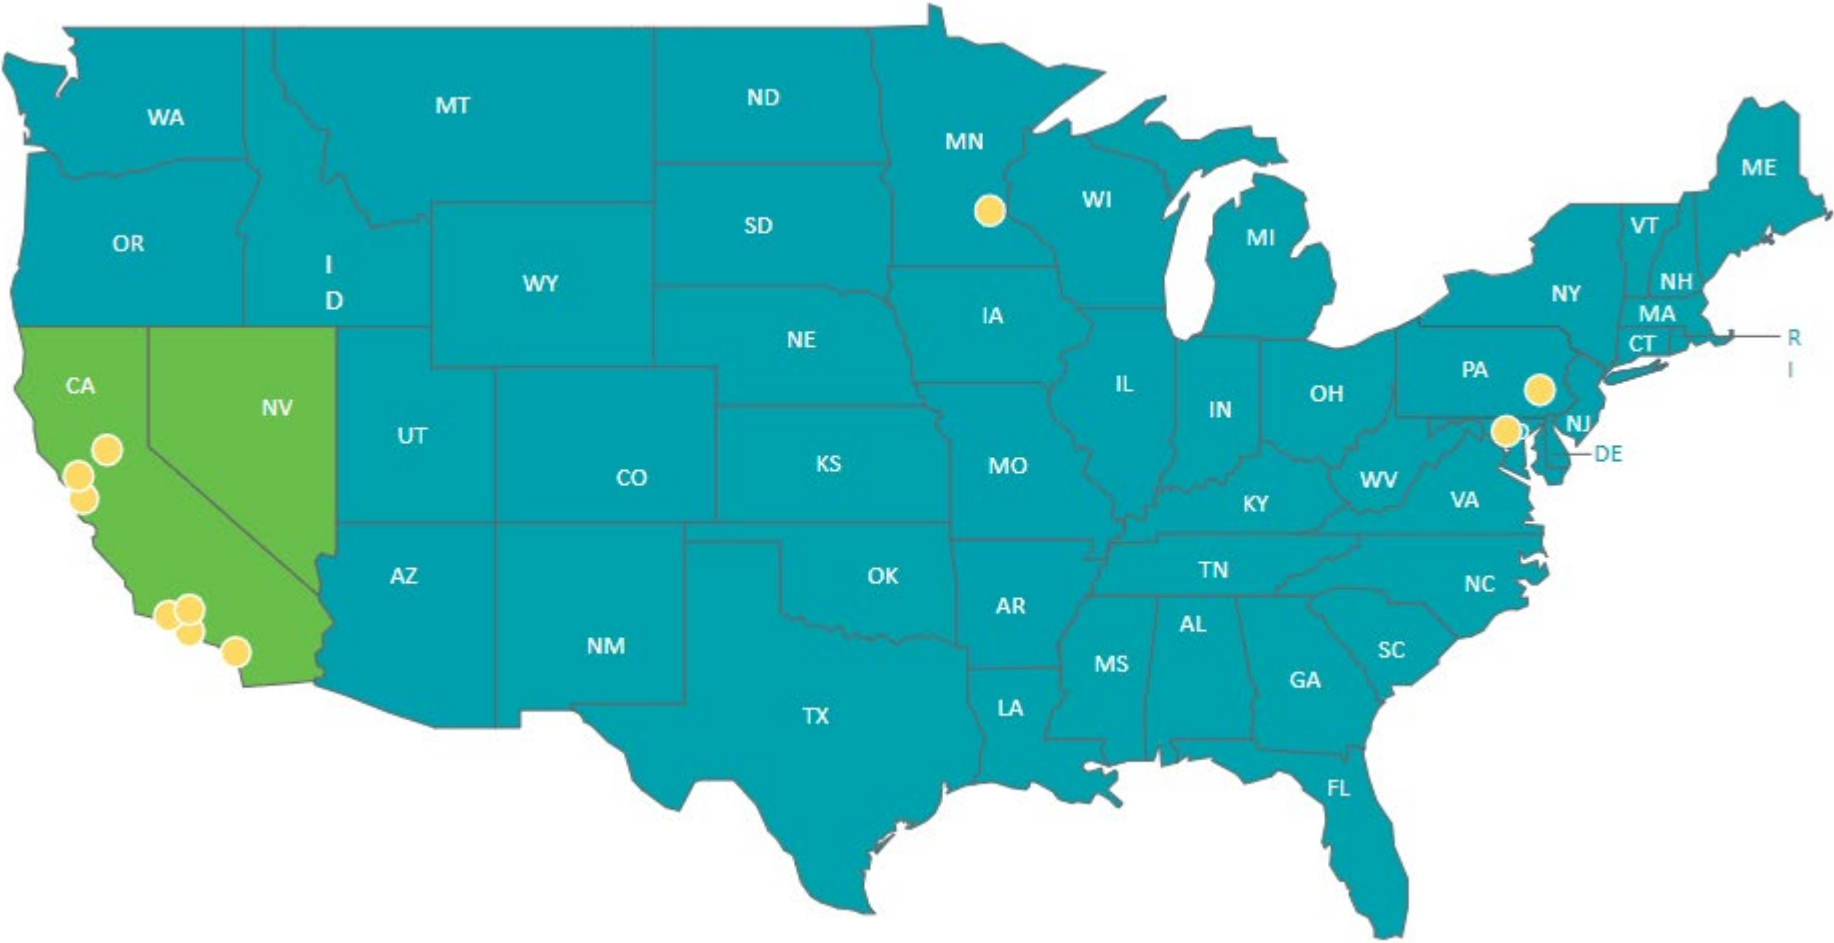 WA
MT
ND
MN
ME
WI
SD
OR
VT
MI
I
D
WY
NH
NY
IA
MA
NE
R
I
CT
PA
CA
IL
OH
NV
IN
NJ
UT
DE
KS
MO
CO
WV
VA
KY
AZ
OK
TN
NC
AR
AL
NM
SC
MS
GA
LA
TX
FL